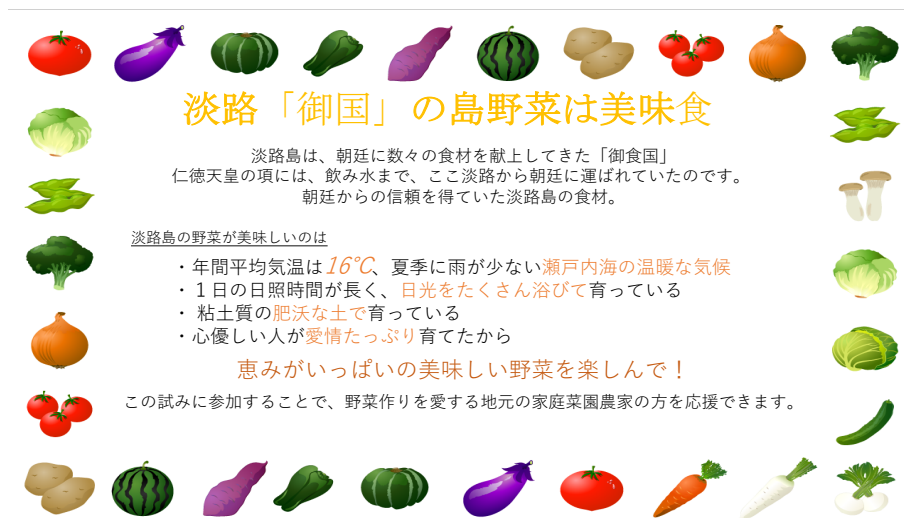 淡路「御国」の島野菜は美味食
淡路島は、朝廷に数々の食材を献上してきた「御食国」
仁徳天皇の項には、飲み水まで、ここ淡路から朝廷に運ばれていたのです。
朝廷からの信頼を得ていた淡路島の食材。
淡路島の野菜が美味しいのは
・年間平均気温は16℃、夏季に雨が少ない瀬戸内海の温暖な気候
・１日の日照時間が長く、日光をたくさん浴びて育っている
・粘土質の肥沃な土で育っている
・心優しい人が愛情たっぷり育てたから
恵みがいっぱいの美味しい野菜を楽しんで！
この試みに参加することで、野菜作りを愛する地元の家庭菜園農家の方を応援できます。